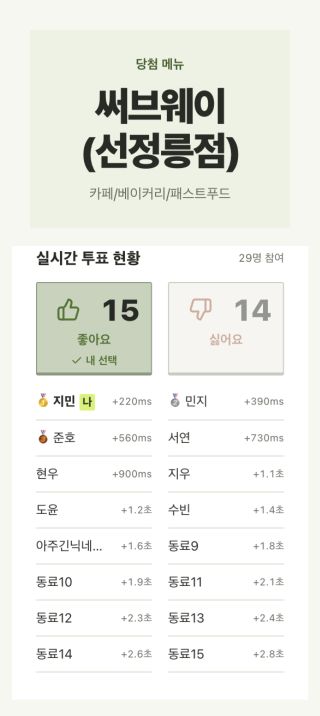 당첨 메뉴
써브웨이
(선정릉점)
카페/베이커리/패스트푸드
실시간 투표 현황 29명 참여
15 14
좋아요 싫어요
✓ 내 선택
🥇 지민 나 +220ms 🥈 민지 +390ms
🥉 준호 +560ms 서연 +730ms
현우 +900ms 지우 +1.1초
도윤 +1.2초 수빈 +1.4초
아주긴닉네... +1.6초 동료9 +1.8초
동료10 +1.9초 동료11 +2.1초
동료12 +2.3초 동료13 +2.4초
동료14 +2.6초 동료15 +2.8초